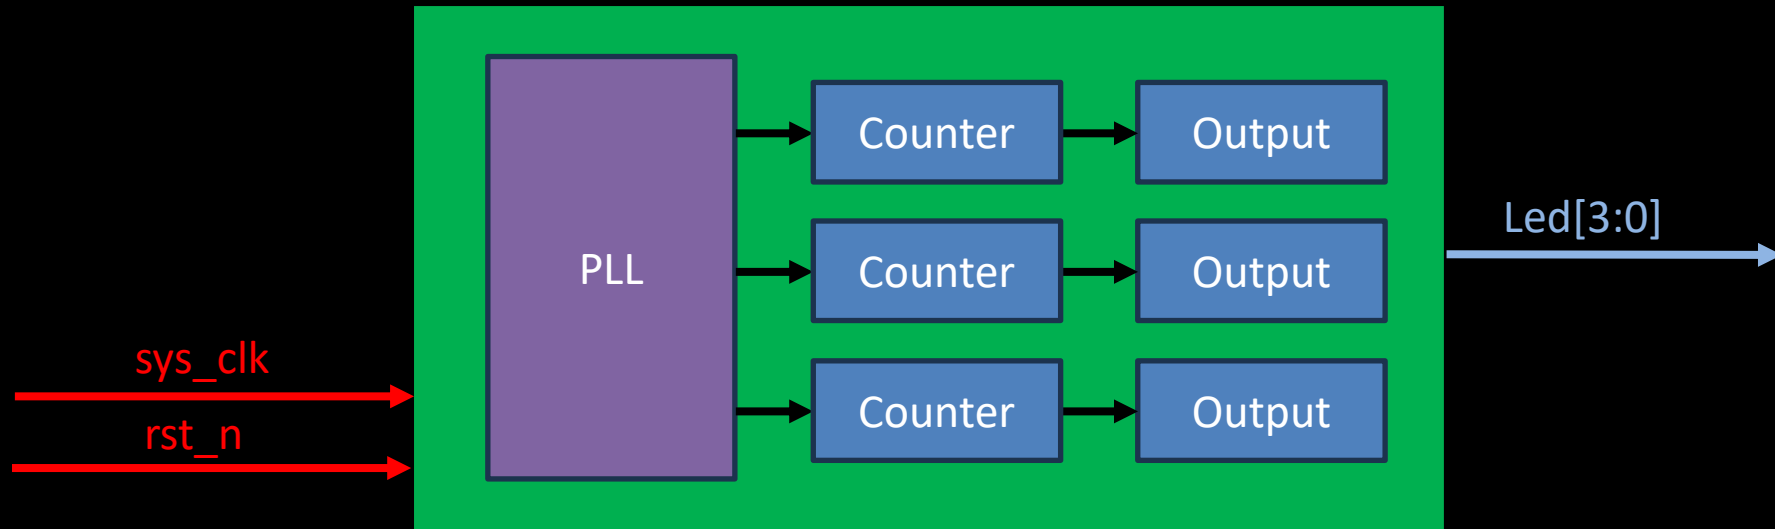 sys_clk
rst_n
PLL
Counter
Output
Counter
Output
Counter
Output
Led[3:0]